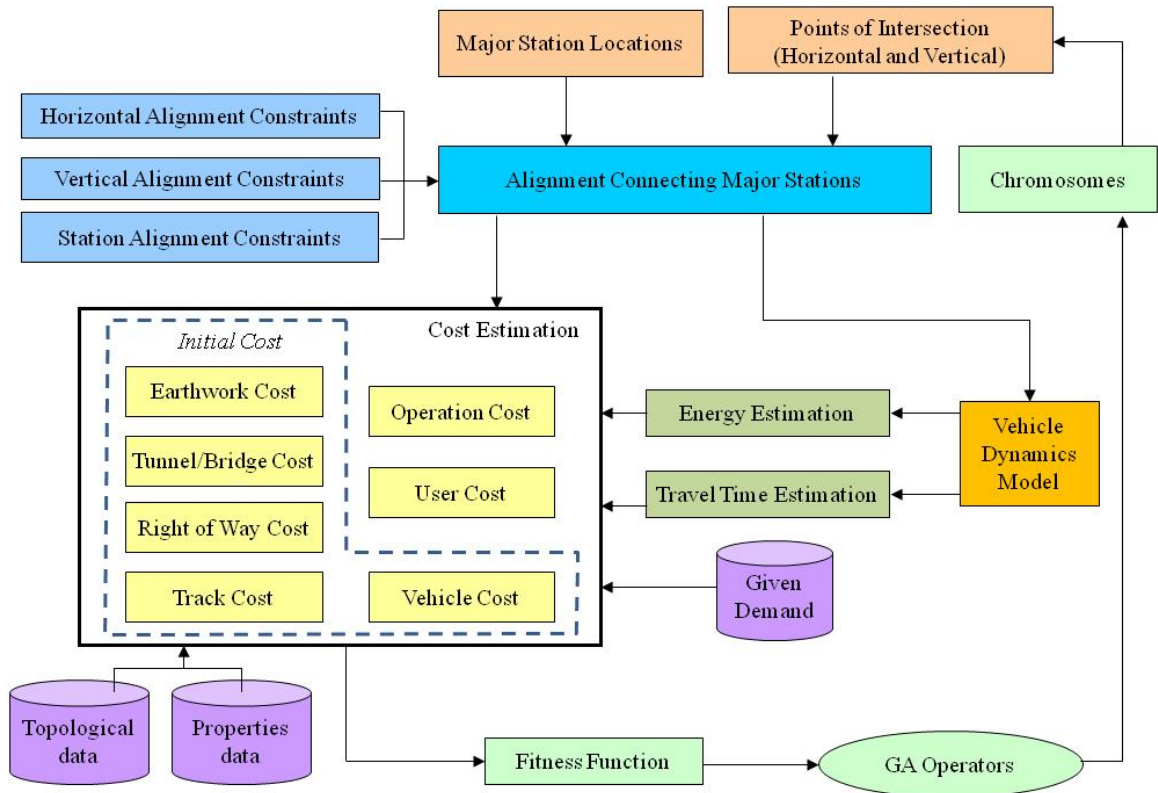 Major Station Locations
Points of Intersection
(Horizontal and Vertical)
Horizontal Alignment Constraints
Vertical Alignment Constraints
Station Alignment Constraints
Alignment Connecting Major Stations
Chromosomes
Cost Estimation
Initial Cost
Earthwork Cost
Tunnel/Bridge Cost
Right of Way Cost
Track Cost
Operation Cost
User Cost
Vehicle Cost
Energy Estimation
Travel Time Estimation
Vehicle
Dynamics
Model
Given
Demand
Topological
data
Properties
data
Fitness Function
GA Operators